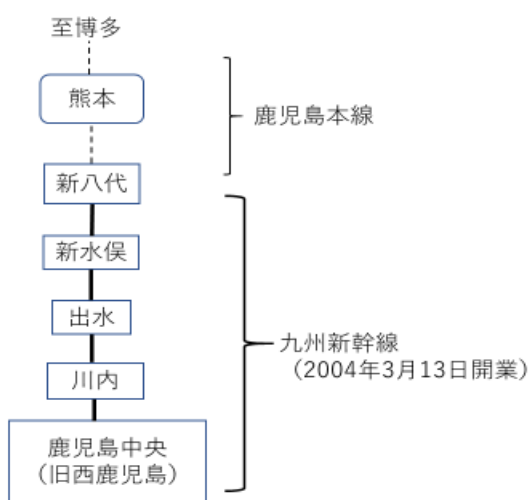 至博多
熊本
鹿児島本線
新八代
新水俣
出水
九州新幹線
（2004年3月13日開業）
川内
鹿児島中央
（旧西鹿児島）